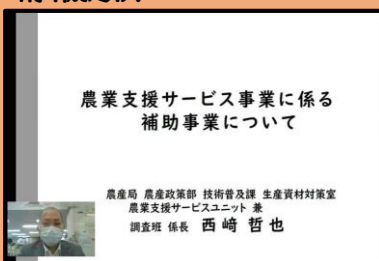 農業支援サービス事業に係る
補助事業について
農産局 農産政策部 技術普及課 生産資材対策室
農業支援サービスユニット 兼
調査班 係長 西﨑 哲也